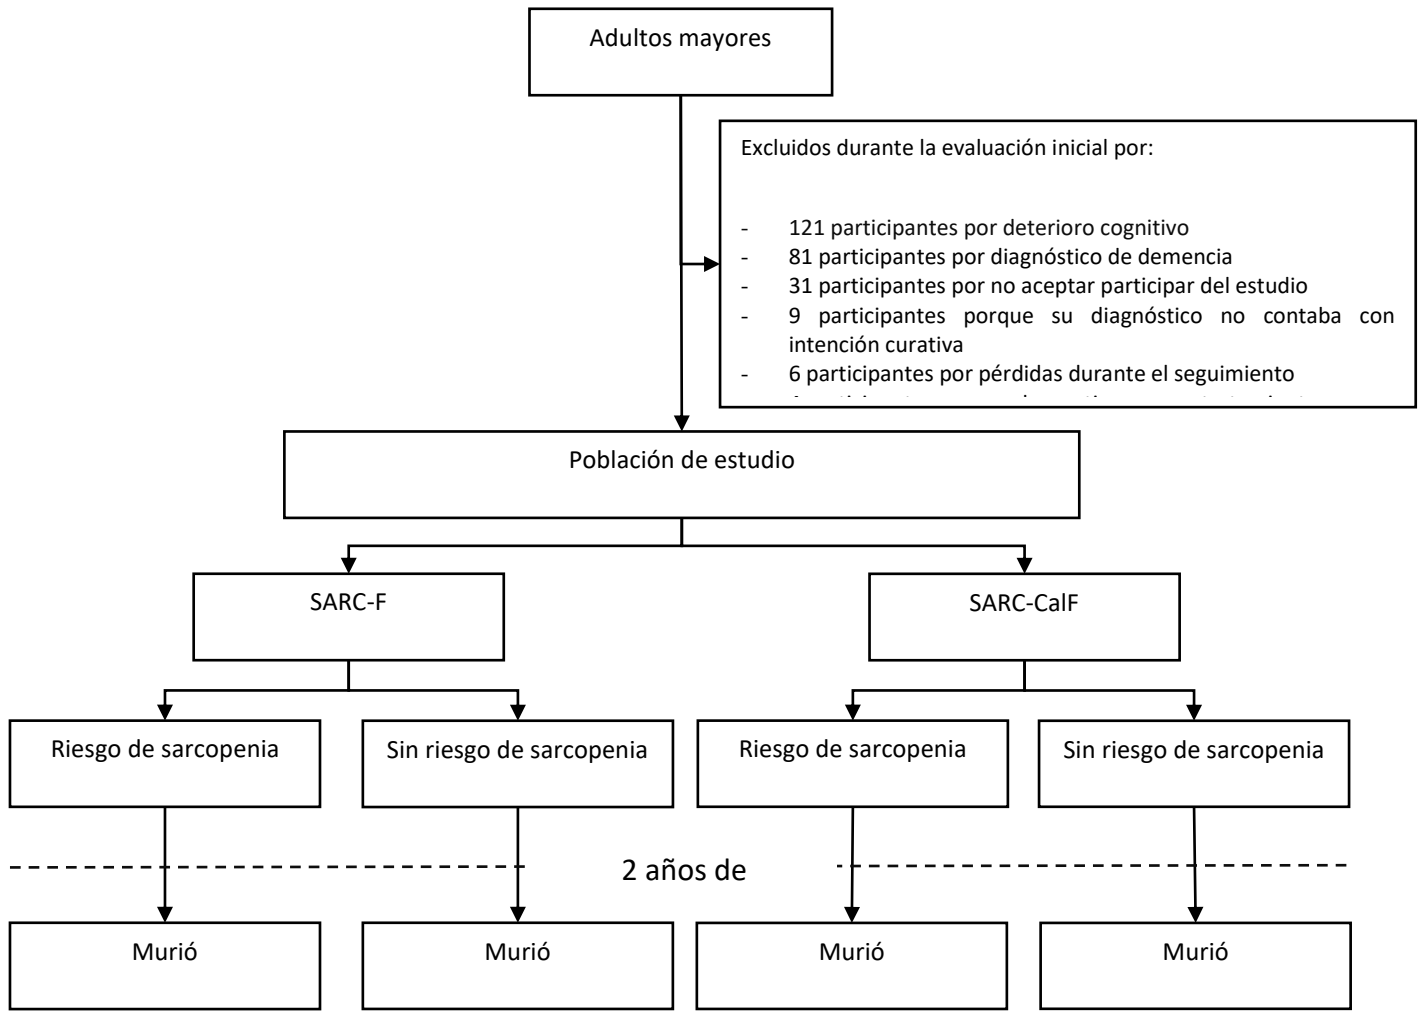 Adultos mayores
Excluidos durante la evaluación inicial por:
- 121 participantes por deterioro cognitivo
- 81 participantes por diagnóstico de demencia
- 31 participantes por no aceptar participar del estudio
- 9 participantes porque su diagnóstico no contaba con
intención curativa
- 6 participantes por pérdidas durante el seguimiento
Población de estudio
SARC-F
SARC-CalF
Riesgo de sarcopenia
Sin riesgo de sarcopenia
Riesgo de sarcopenia
Sin riesgo de sarcopenia
2 años de
Murió
Murió
Murió
Murió